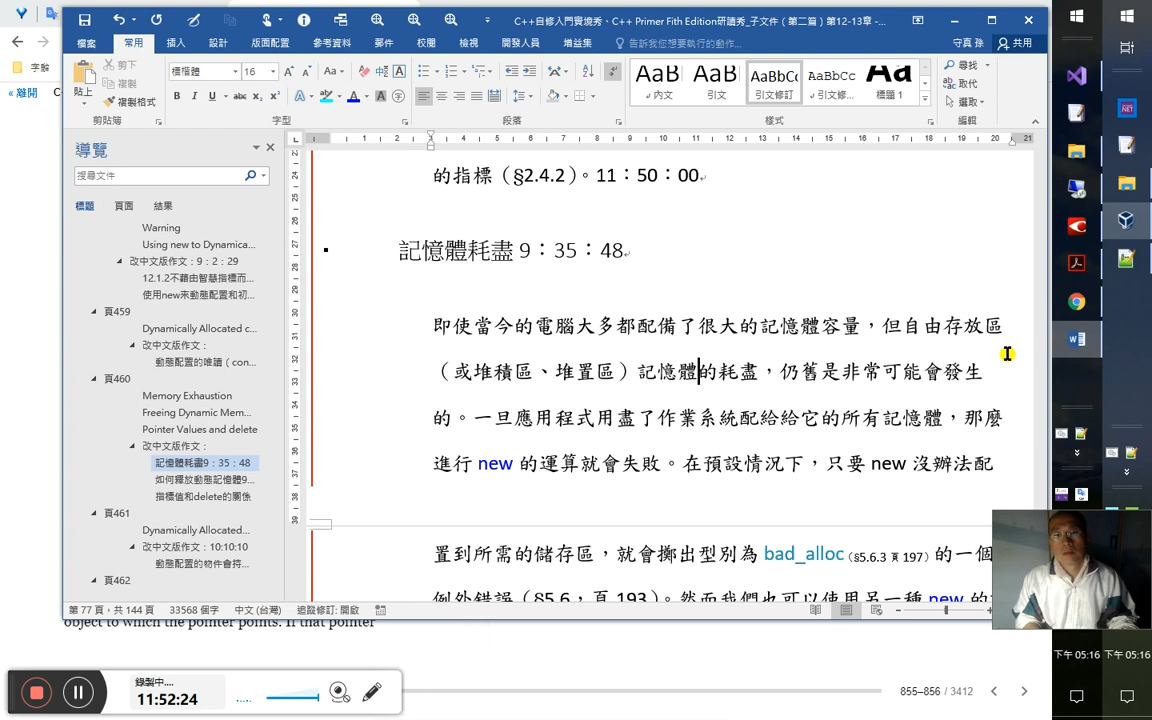 C++自修入門實境秀、C++ Primer Fith Edition研讀秀_子文件（第二篇）第12-13章 - ...
檔案 常用 插入 設計 版面配置 參考資料 郵件 校閱 檢視 開發人員 增益集 告訴我您想要執行的動作... 守真 孫 共用
字齡
離開
貼上 剪下 複製 複製格式 剪貼簿
標楷體 16 字型
段落
AaBb AaBb AaBbCc AaBbCc Aa
內文 引文 引文修訂 引文修... 標題 1
樣式
尋找 取代 選取 編輯
導覽
搜尋文件
標題 頁面 結果
Warning
Using new to Dynamica...
改中文版作文：9：2：29
12.1.2不藉由智慧指標而...
使用new來動態配置和初...
頁459
Dynamically Allocated c...
改中文版作文：
動態配置的唯讀（con...
頁460
Memory Exhaustion
Freeing Dynamic Mem...
Pointer Values and delete
改中文版作文：
記憶體耗盡9：35：48
如何釋放動態記憶體9...
指標值和delete的關係
頁461
Dynamically Allocated...
改中文版作文：10:10:10
動態配置的物件會持...
頁462
的指標（§2.4.2）。11：50：00
記憶體耗盡 9：35：48
即使當今的電腦大多都配備了很大的記憶體容量，但自由存放區
（或堆積區、堆置區）記憶體的耗盡，仍舊是非常可能會發生
的。一旦應用程式用盡了作業系統配給給它的所有記憶體，那麼
進行 new 的運算就會失敗。在預設情況下，只要 new 沒辦法配
置到所需的儲存區，就會擲出型別為 bad_alloc（§5.6.3 頁 197）的一個
例外錯誤（§5.6，頁 193）。然而我們也可以使用另一種 new 的
第 77 頁，共 144 頁 33568 個字 中文 (台灣) 追蹤修訂: 開啟
object to which the pointer points. If that pointer
錄製中....
11:52:24
855–856 / 3412
下午 05:16 下午 05:16